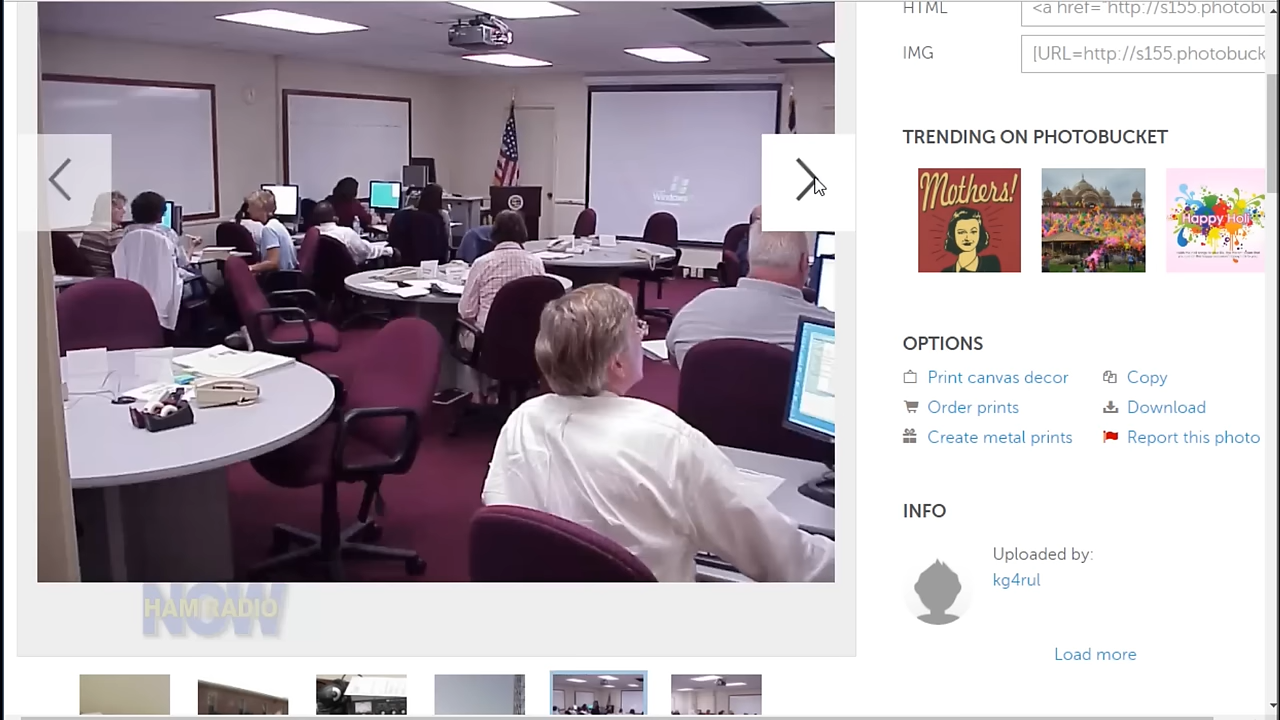 HTML
<a href="http://s155.photobu
IMG
[URL=http://s155.photobuck
TRENDING ON PHOTOBUCKET
Mothers!
Happy Holi
Windows
OPTIONS
Print canvas decor
Copy
Order prints
Download
Create metal prints
Report this photo
INFO
Uploaded by:
kg4rul
Load more
HAM RADIO
NOW